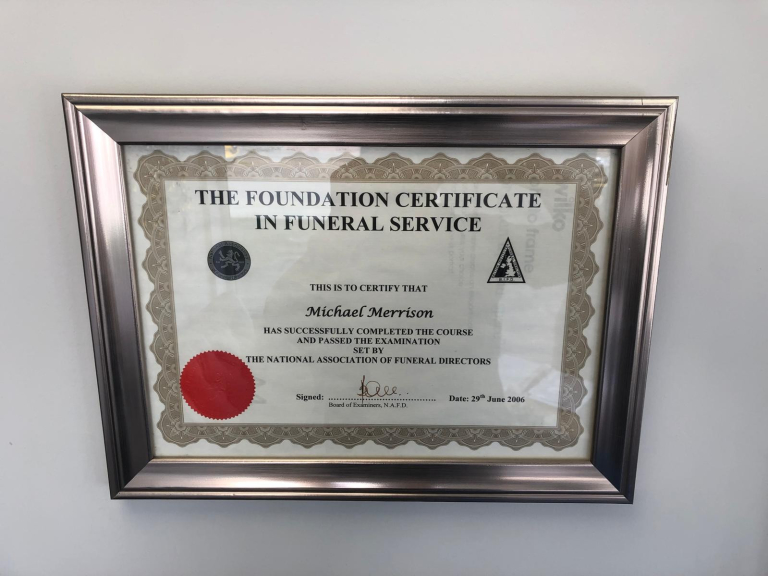 THE FOUNDATION CERTIFICATE
IN FUNERAL SERVICE
THIS IS TO CERTIFY THAT
Michael Merrison
HAS SUCCESSFULLY COMPLETED THE COURSE
AND PASSED THE EXAMINATION
SET BY
THE NATIONAL ASSOCIATION OF FUNERAL DIRECTORS
Signed:
Date: 29th June 2006
Board of Examiners, N.A.F.D.